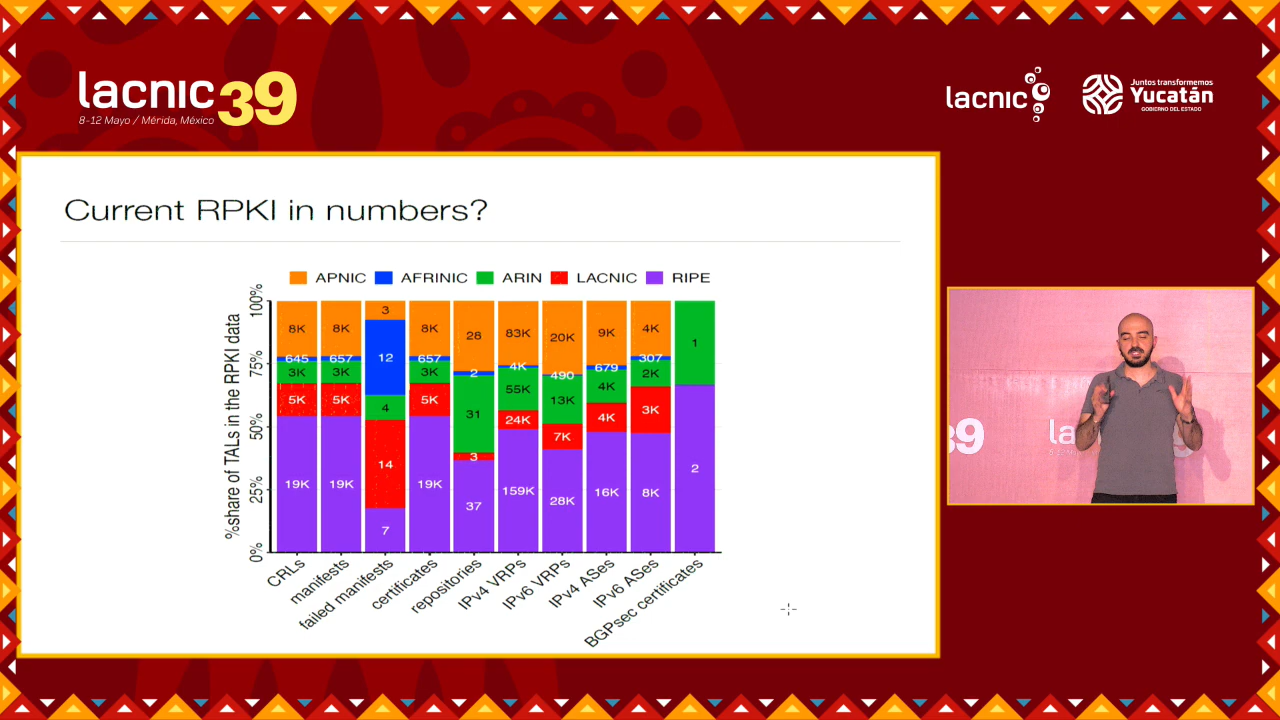 lacnic 39
8-12 Mayo / Mérida, México
lacnic
Juntos transformemos
Yucatán
GOBIERNO DEL ESTADO
Current RPKI in numbers?
APNIC AFRINIC ARIN LACNIC RIPE
%share of TALs in the RPKI data
100%
75%
50%
25%
0%
8K 8K 3 8K 28 83K 20K 9K 4K 1
645 657 12 657 2 4K 490 679 307
3K 3K 4 3K 31 55K 13K 4K 2K
5K 5K 14 5K 3 24K 7K 4K 3K
19K 19K 7 19K 37 159K 28K 16K 8K 2
CRLs
manifests
failed manifests
certificates
repositories
IPv4 VRPs
IPv6 VRPs
IPv4 ASes
IPv6 ASes
BGPsec certificates
39
la